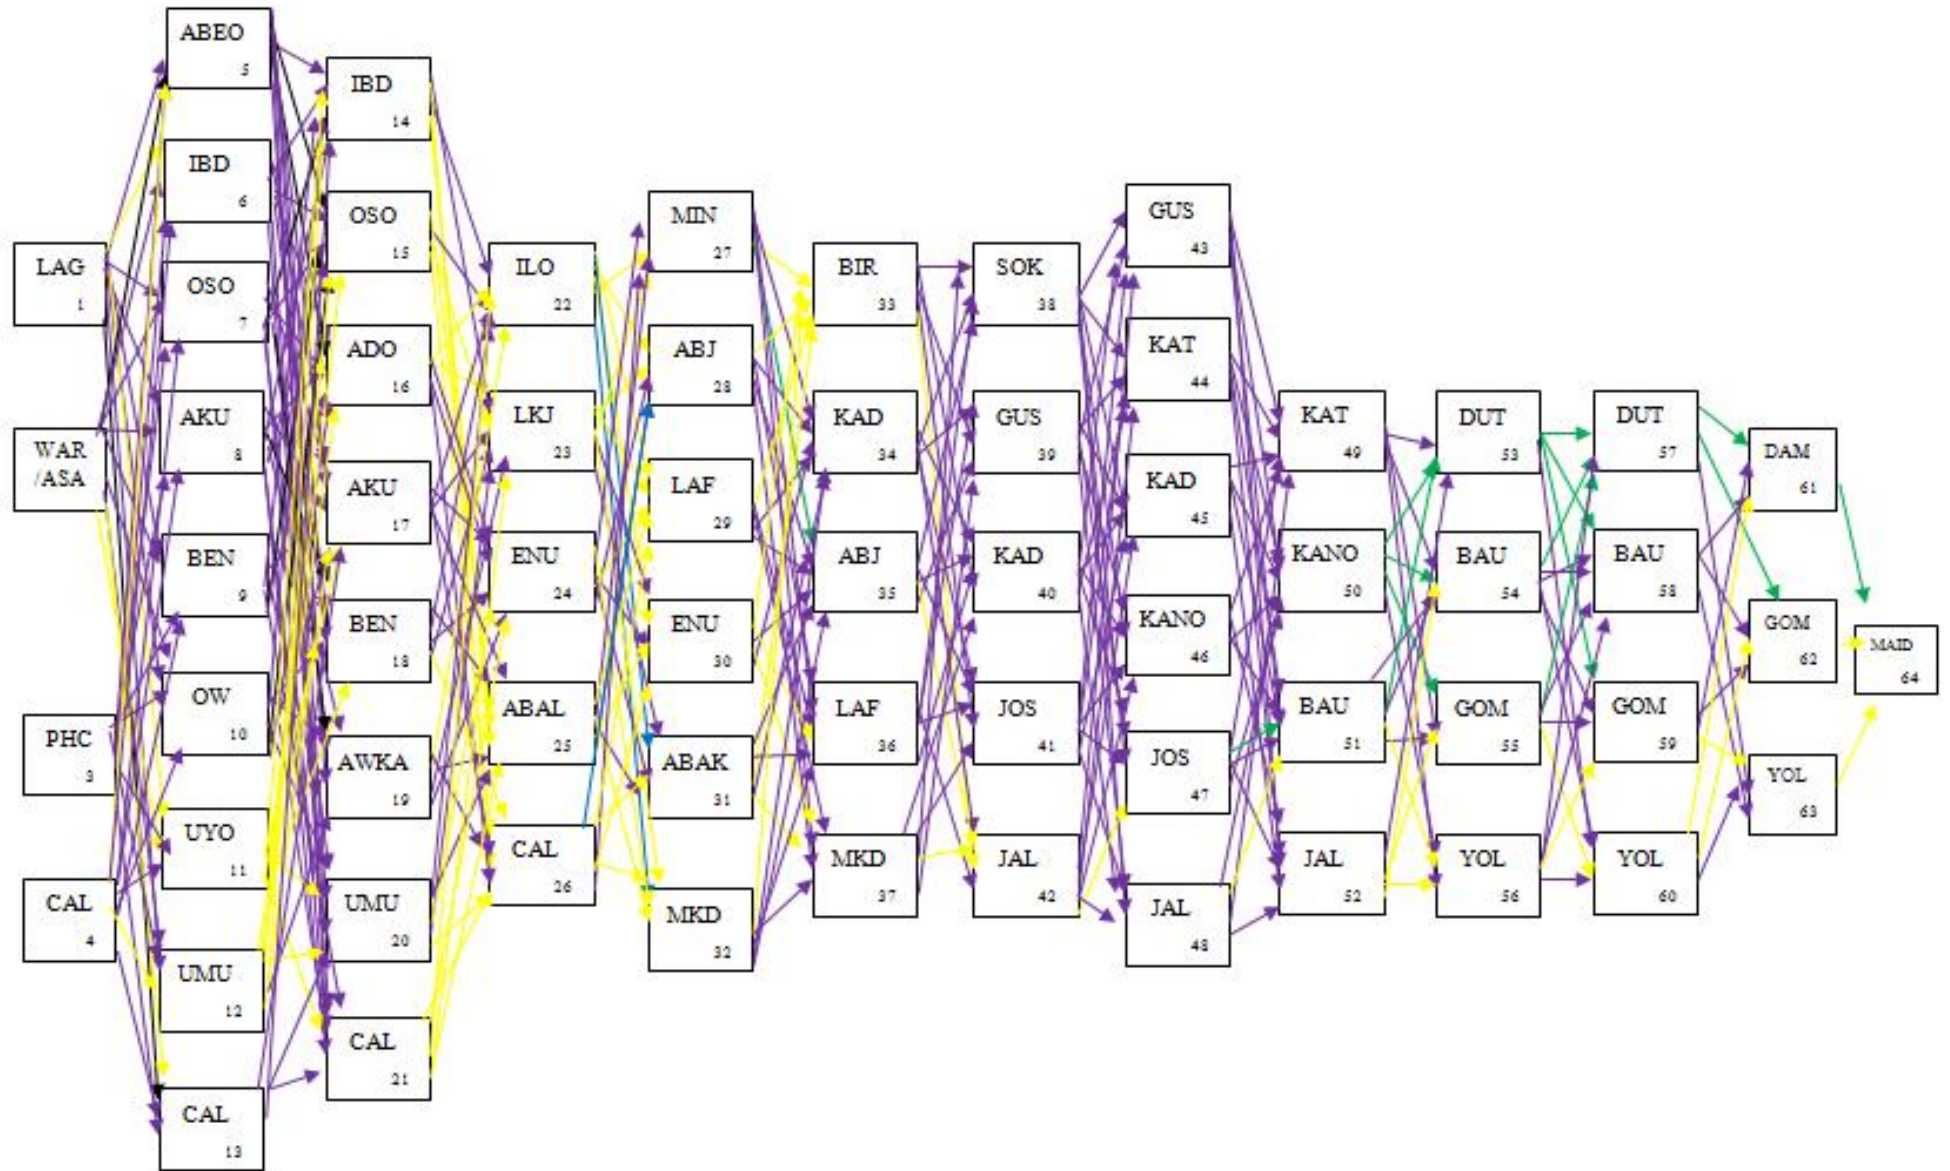 LAG
1
WAR
/ASA
PHC
3
CAL
4
ABEO
5
IBD
6
OSO
7
AKU
8
BEN
9
OW
10
UYO
11
UMU
12
CAL
13
IBD
14
OSO
15
ADO
16
AKU
17
BEN
18
AWKA
19
UMU
20
CAL
21
ILO
22
LKJ
23
ENU
24
ABAL
25
CAL
26
MIN
27
ABJ
28
LAF
29
ENU
30
ABAK
31
MKD
32
BIR
33
KAD
34
ABJ
35
LAF
36
MKD
37
SOK
38
GUS
39
KAD
40
JOS
41
JAL
42
GUS
43
KAT
44
KAD
45
KANO
46
JOS
47
JAL
48
KAT
49
KANO
50
BAU
51
JAL
52
DUT
53
BAU
54
GOM
55
YOL
56
DUT
57
BAU
58
GOM
59
YOL
60
DAM
61
GOM
62
YOL
63
MAID
64